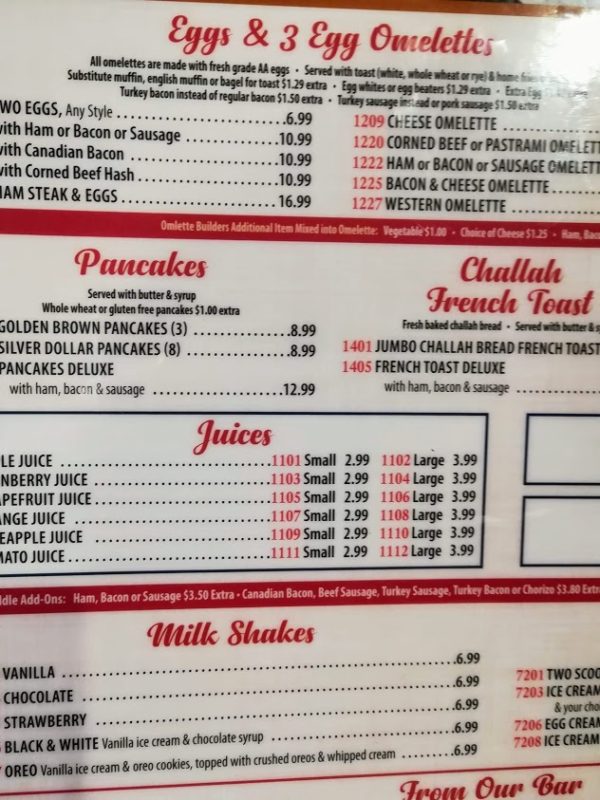 Eggs & 3 Egg Omelettes
All omelettes are made with fresh grade AA eggs • Served with toast (white, whole wheat or rye) & home
Substitute muffin, english muffin or bagel for toast $1.29 extra • Egg whites or egg beaters $1.29 extra • Extra Egg
Turkey bacon instead of regular bacon $1.50 extra • Turkey sausage instead or pork sausage $1.50 extra
WO EGGS, Any Style 6.99
with Ham or Bacon or Sausage 10.99
with Canadian Bacon 10.99
with Corned Beef Hash 10.99
HAM STEAK & EGGS 16.99
1209 CHEESE OMELETTE
1220 CORNED BEEF or PASTRAMI OMELETT
1222 HAM or BACON or SAUSAGE OMELETT
1225 BACON & CHEESE OMELETTE
1227 WESTERN OMELETTE
Omlette Builders Additional Item Mixed into Omelette: Vegetable $1.00 • Choice of Cheese $1.25 • Ham, Baco
Pancakes
Served with butter & syrup
Whole wheat or gluten free pancakes $1.00 extra
GOLDEN BROWN PANCAKES (3) 8.99
SILVER DOLLAR PANCAKES (8) 8.99
PANCAKES DELUXE
with ham, bacon & sausage 12.99
Challah
French Toast
Fresh baked challah bread • Served with butter & s
1401 JUMBO CHALLAH BREAD FRENCH TOAST
1405 FRENCH TOAST DELUXE
with ham, bacon & sausage
Juices
LE JUICE 1101 Small 2.99 1102 Large 3.99
NBERRY JUICE 1103 Small 2.99 1104 Large 3.99
APEFRUIT JUICE 1105 Small 2.99 1106 Large 3.99
NGE JUICE 1107 Small 2.99 1108 Large 3.99
EAPPLE JUICE 1109 Small 2.99 1110 Large 3.99
MATO JUICE 1111 Small 2.99 1112 Large 3.99
ddle Add-Ons: Ham, Bacon or Sausage $3.50 Extra • Canadian Bacon, Beef Sausage, Turkey Sausage, Turkey Bacon or Chorizo $3.80 Extr
Milk Shakes
VANILLA 6.99
CHOCOLATE 6.99
STRAWBERRY 6.99
BLACK & WHITE Vanilla ice cream & chocolate syrup 6.99
OREO Vanilla ice cream & oreo cookies, topped with crushed oreos & whipped cream 6.99
7201 TWO SCOO
7203 ICE CREAM
& your cho
7206 EGG CREAM
7208 ICE CREAM
From Our Bar